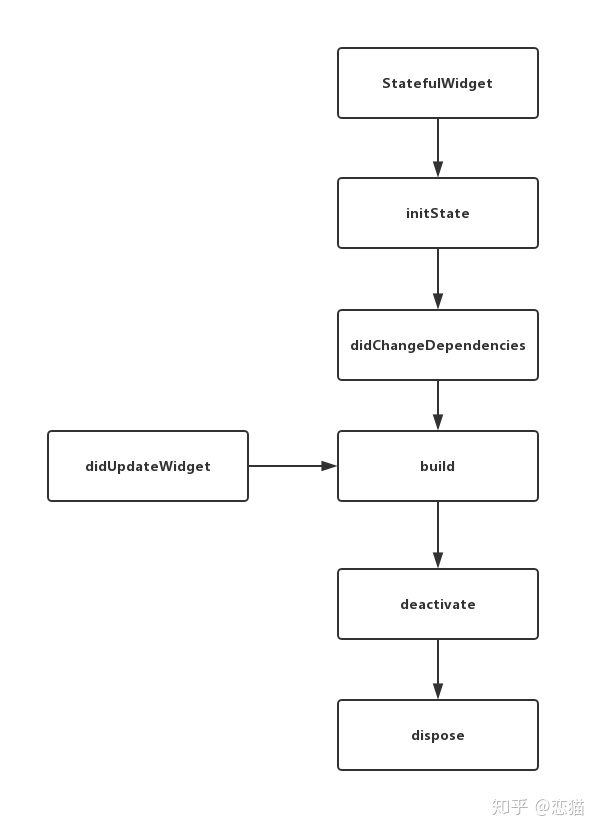 StatefulWidget
initState
didChangeDependencies
didUpdateWidget
build
deactivate
dispose
知乎 @恋猫